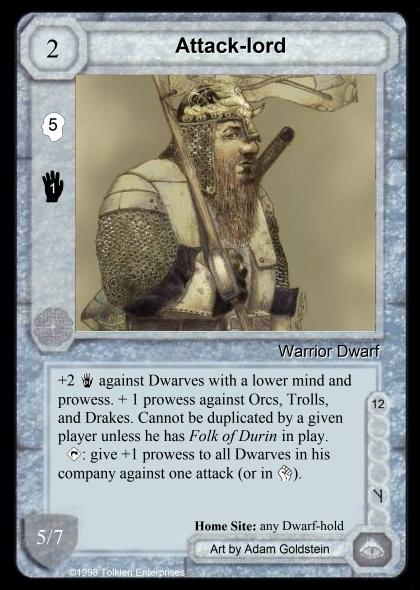 2
Attack-lord
5
1
Warrior Dwarf
+2 against Dwarves with a lower mind and
prowess. + 1 prowess against Orcs, Trolls,
and Drakes. Cannot be duplicated by a given
player unless he has Folk of Durin in play.
: give +1 prowess to all Dwarves in his
company against one attack (or in ).
12
Home Site: any Dwarf-hold
5/7
Art by Adam Goldstein
©1998 Tolkien Enterprises